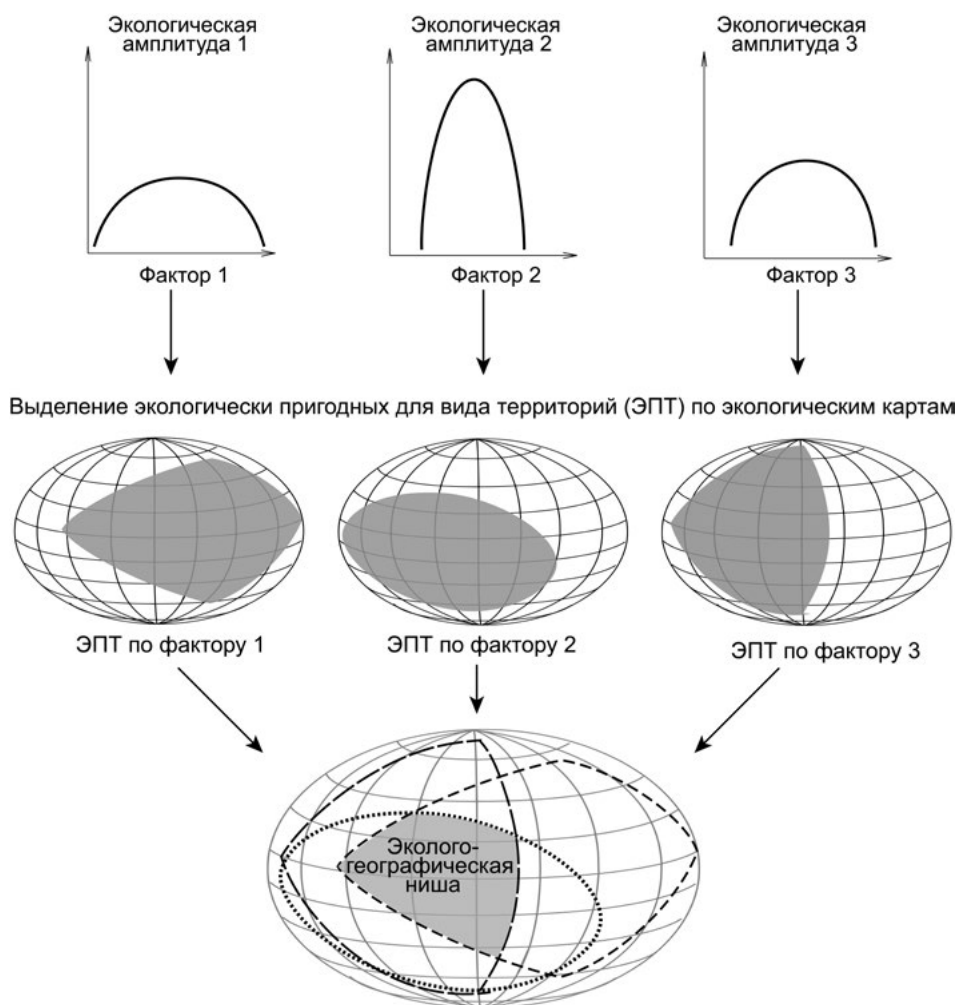 Экологическая
амплитуда 1
Экологическая
амплитуда 2
Экологическая
амплитуда 3
Фактор 1
Фактор 2
Фактор 3
Выделение экологически пригодных для вида территорий (ЭПТ) по экологическим картам
ЭПТ по фактору 1
ЭПТ по фактору 2
ЭПТ по фактору 3
Эколого-
географическая
ниша